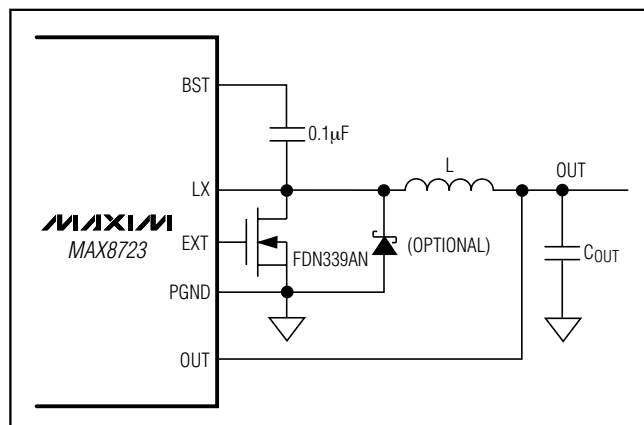 BST
0.1µF
LX
L
OUT
MAXIM
MAX8723
EXT
FDN339AN
(OPTIONAL)
COUT
PGND
OUT